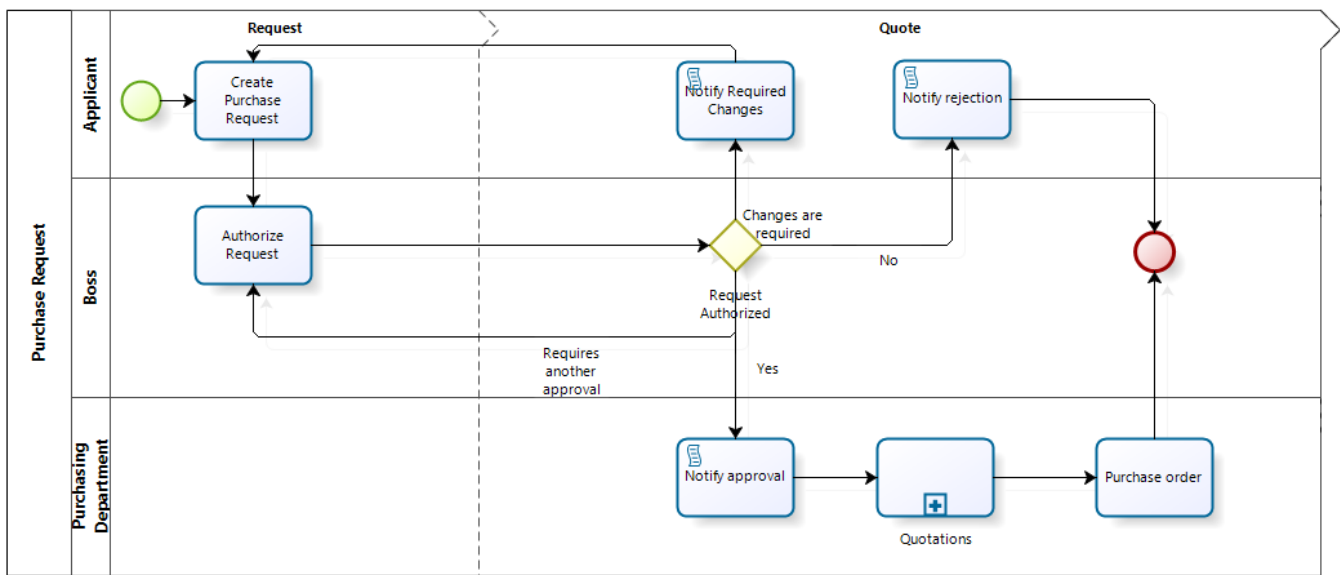 Purchase Request
Request
Quote
Applicant
Create
Purchase
Request
Notify Required
Changes
Notify rejection
Boss
Authorize
Request
Changes are
required
No
Request
Authorized
Requires
another
approval
Yes
Purchasing
Department
Notify approval
Quotations
Purchase order